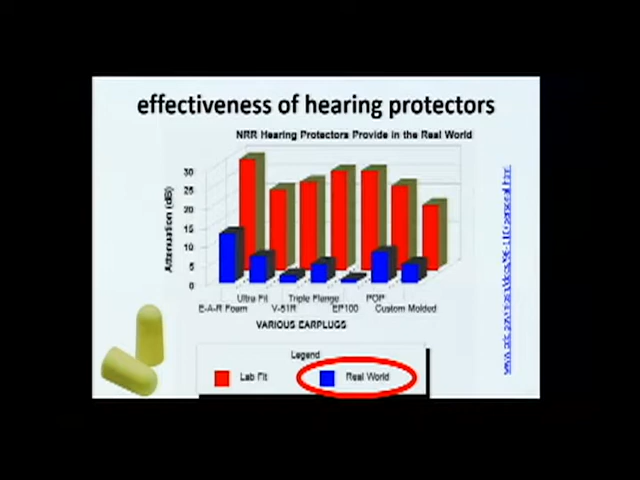 effectiveness of hearing protectors
NRR Hearing Protectors Provide in the Real World
Attenuation (dB)
30
25
20
15
10
5
0
Ultra Fit Triple Flange POP
E-A-R Foam V-51R EP100 Custom Molded
VARIOUS EARPLUGS
Legend
Lab Fit Real World